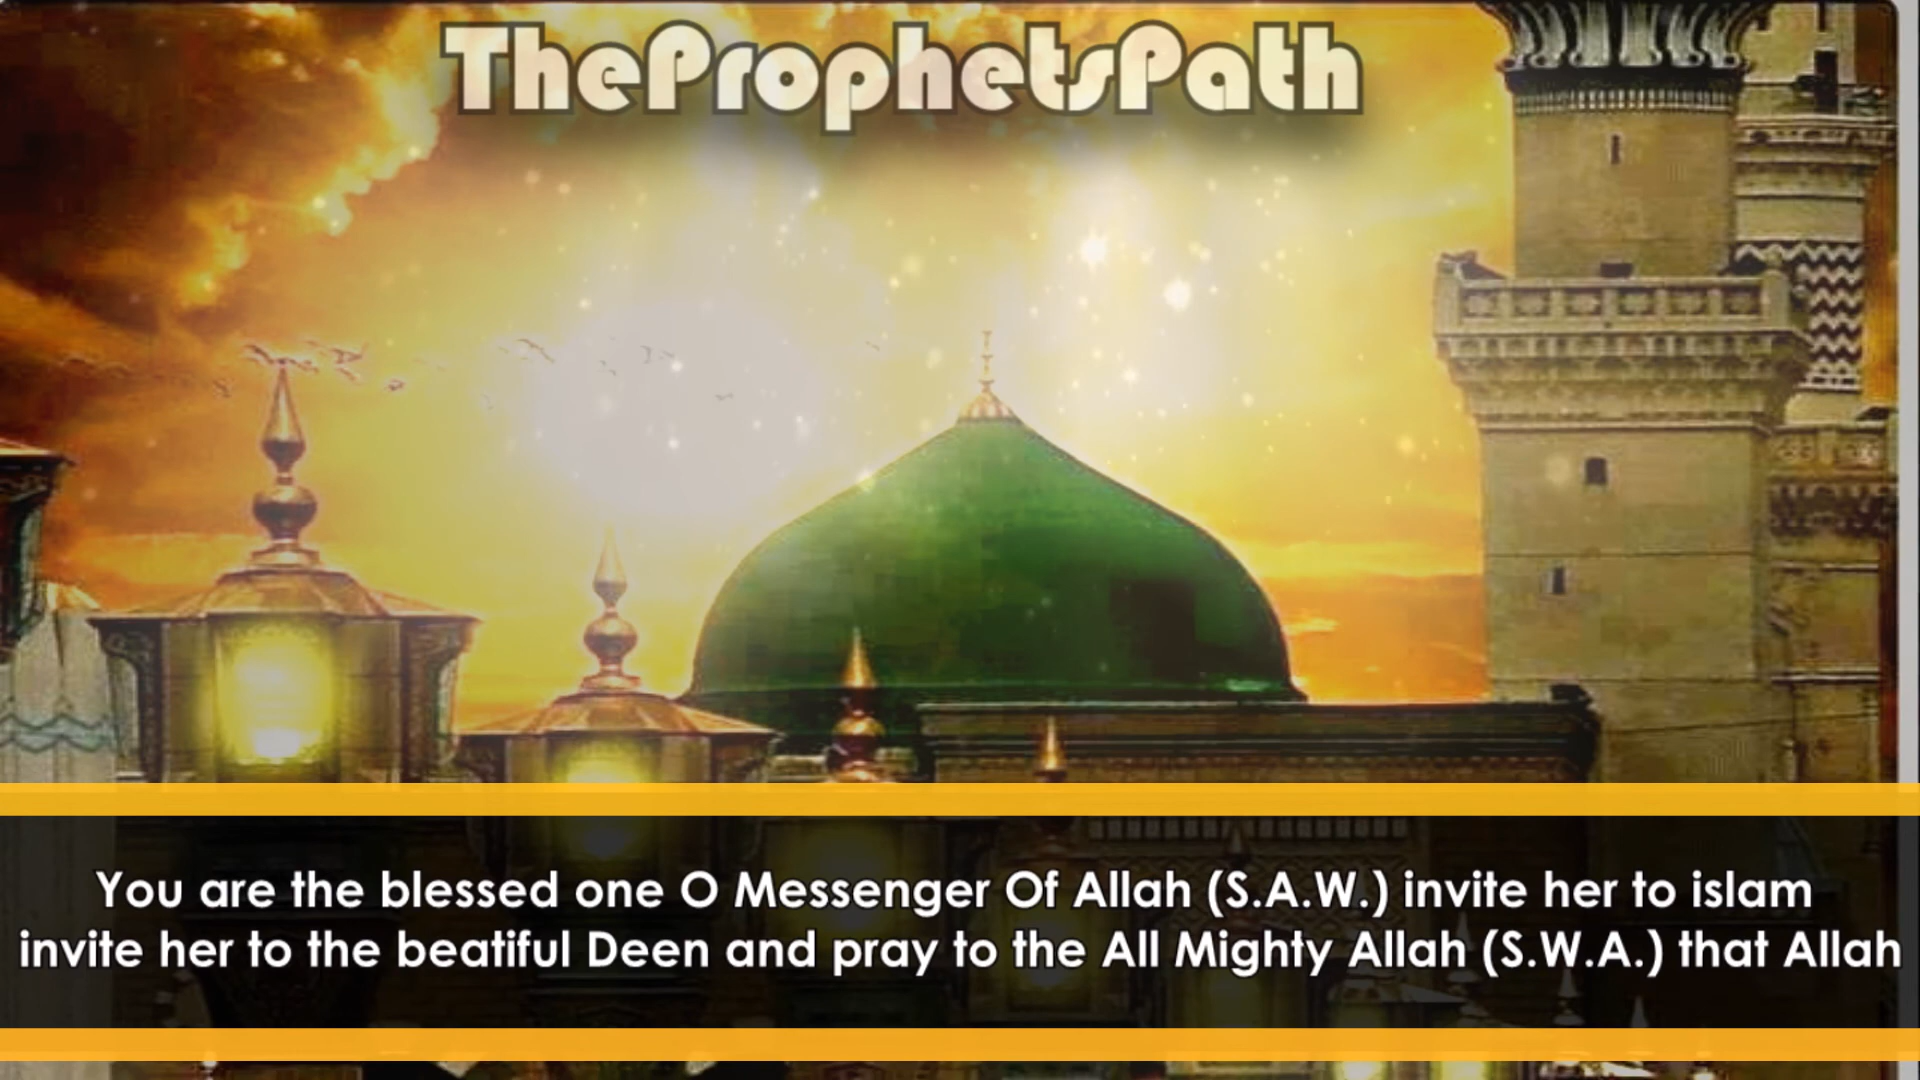 TheProphetsPath
You are the blessed one O Messenger Of Allah (S.A.W.) invite her to islam
invite her to the beatiful Deen and pray to the All Mighty Allah (S.W.A.) that Allah